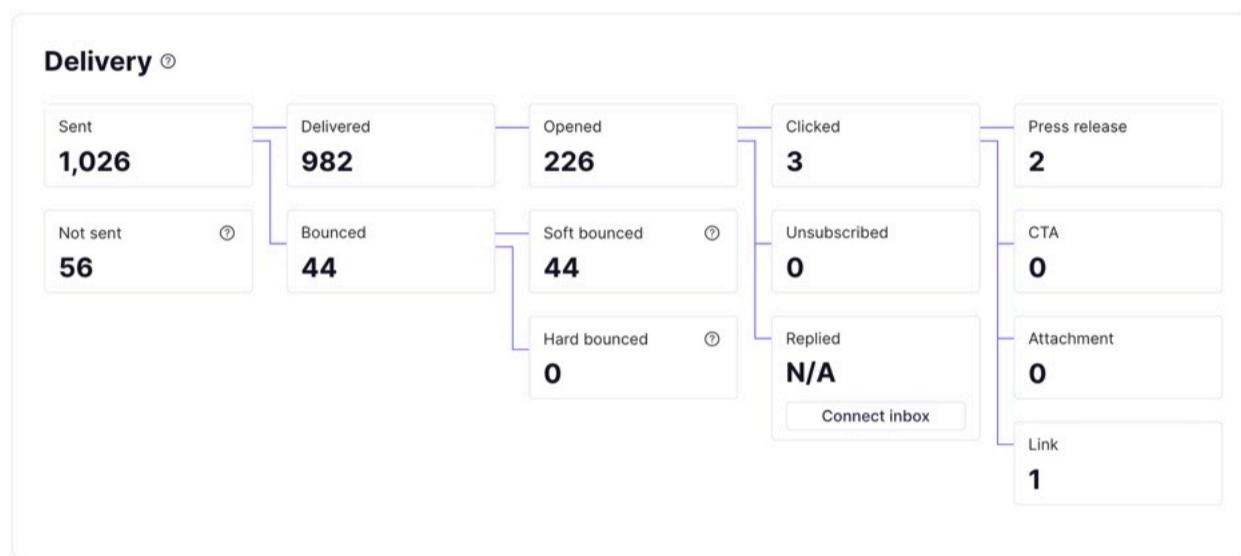 Delivery
Sent
1,026
Delivered
982
Opened
226
Clicked
3
Press release
2
Not sent
56
Bounced
44
Soft bounced
44
Unsubscribed
0
CTA
0
Hard bounced
0
Replied
N/A
Connect inbox
Attachment
0
Link
1